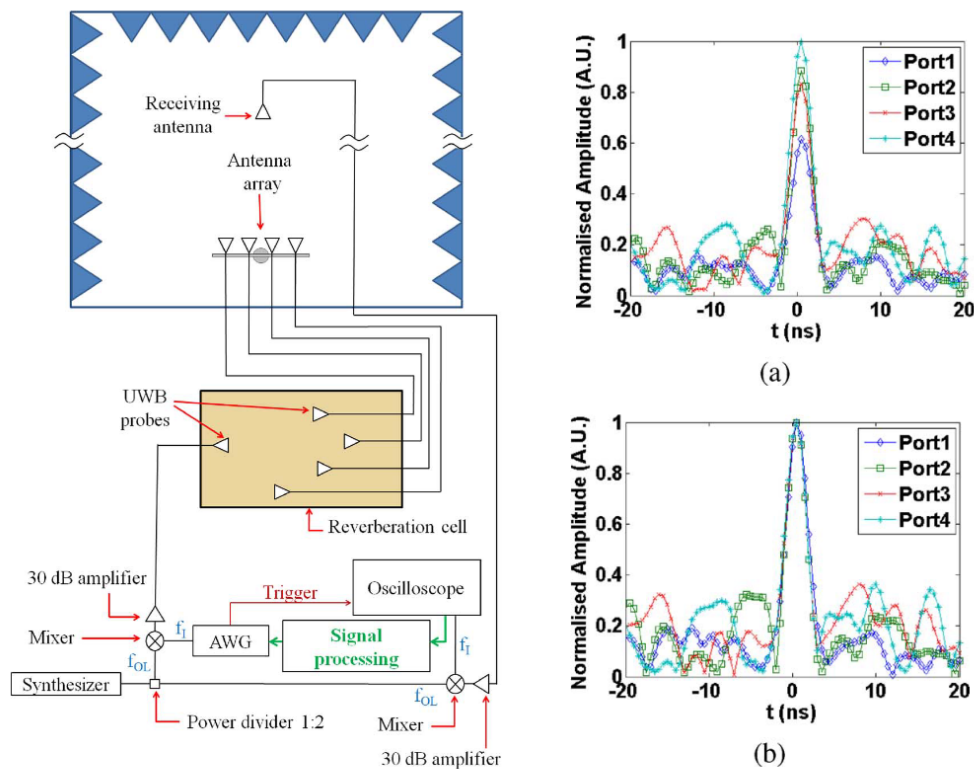 Receiving
antenna
Antenna
array
UWB
probes
Reverberation cell
30 dB amplifier
Oscilloscope
Trigger
Mixer
f_I
AWG
Signal
processing
f_I
f_OL
Synthesizer
f_OL
Power divider 1:2
Mixer
30 dB amplifier
Normalised Amplitude (A.U.)
1
0.8
0.6
0.4
0.2
0
-20
-10
0
10
20
t (ns)
Port1
Port2
Port3
Port4
(a)
Normalised Amplitude (A.U.)
1
0.8
0.6
0.4
0.2
0
-20
-10
0
10
20
t (ns)
Port1
Port2
Port3
Port4
(b)